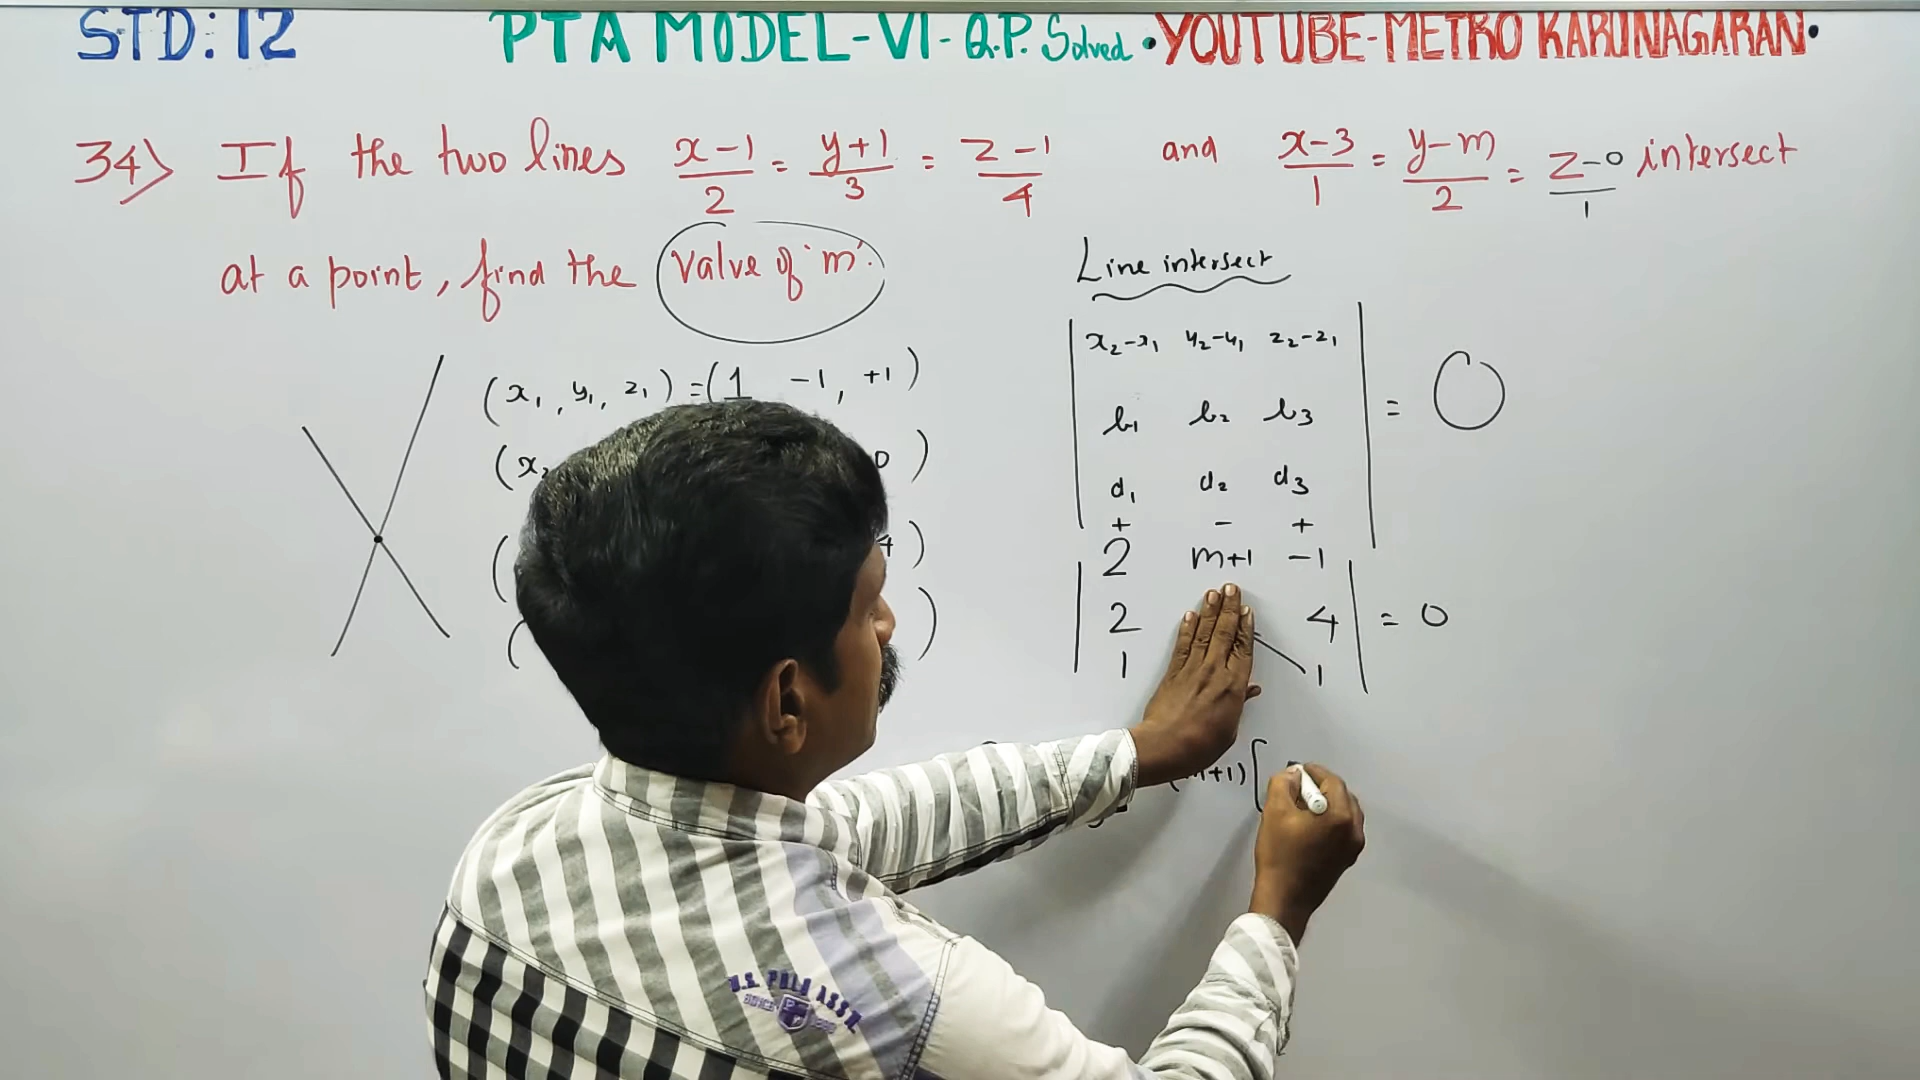 STD: 12 PTA MODEL-VI-Q.P. Solved •YOUTUBE-METRO KARUNAGARAN•
34) If the two lines x-1/2 = y+1/3 = z-1/4 and x-3/1 = y-m/2 = z-0/1 intersect
at a point, find the value of 'm'.
Line intersect
(x₁, y₁, z₁) = (1 -1, +1)
(x₂ 0)
( 4)
( )
| x₂-x₁ y₂-y₁ z₂-z₁ |
| b₁ b₂ b₃ | = 0
| d₁ d₂ d₃ |
+ - +
| 2 m+1 -1 |
| 2 4 | = 0
| 1 1 |
(m+1) [
U.S. POLO ASSN